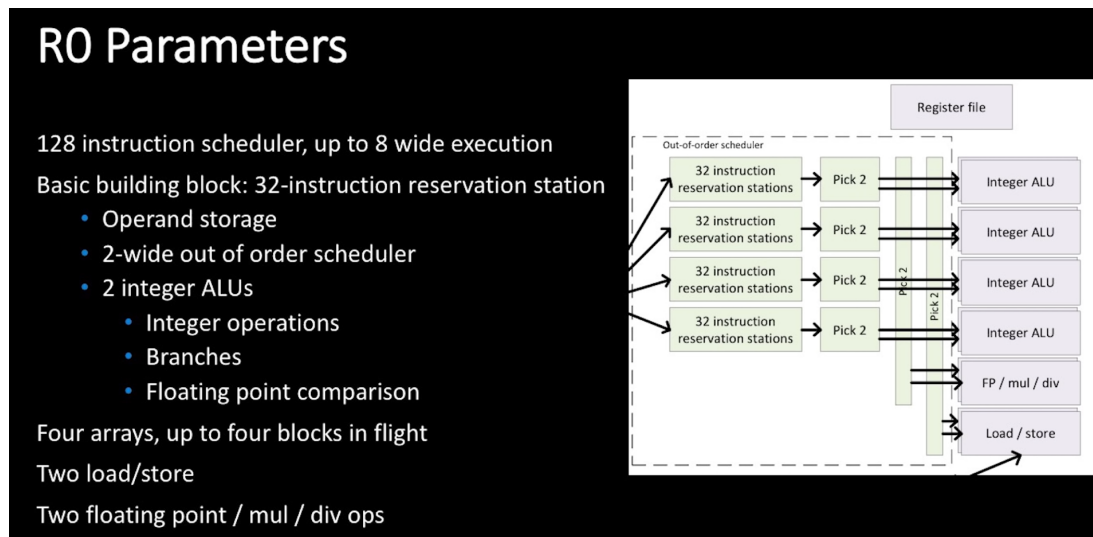 R0 Parameters
128 instruction scheduler, up to 8 wide execution
Basic building block: 32-instruction reservation station
• Operand storage
• 2-wide out of order scheduler
• 2 integer ALUs
• Integer operations
• Branches
• Floating point comparison
Four arrays, up to four blocks in flight
Two load/store
Two floating point / mul / div ops
Register file
Out-of-order scheduler
32 instruction
reservation stations
Pick 2
Integer ALU
32 instruction
reservation stations
Pick 2
Integer ALU
32 instruction
reservation stations
Pick 2
Integer ALU
32 instruction
reservation stations
Pick 2
Integer ALU
Pick 2
Pick 2
FP / mul / div
Load / store